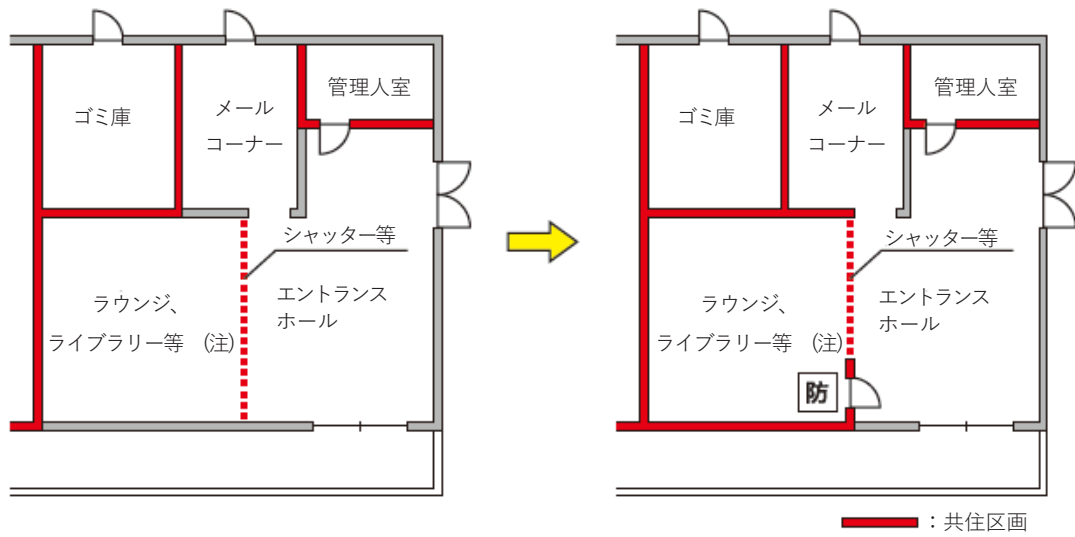 ゴミ庫
メール
コーナー
管理人室
シャッター等
ラウンジ、
ライブラリー等 (注)
エントランス
ホール
ゴミ庫
メール
コーナー
管理人室
シャッター等
ラウンジ、
ライブラリー等 (注)
エントランス
ホール
防
：共住区画